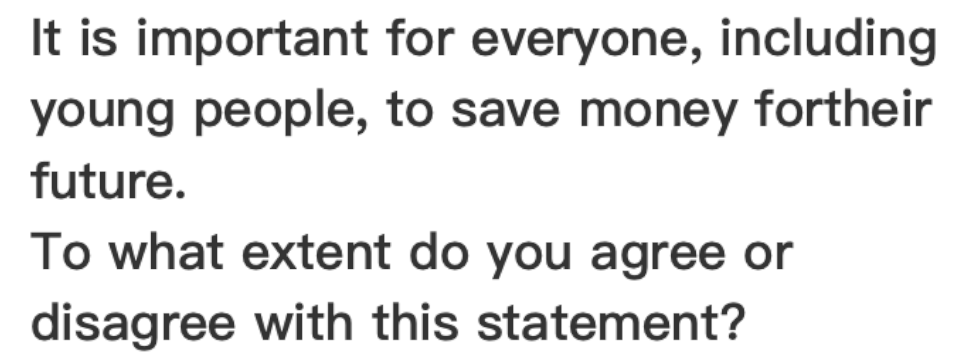 It is important for everyone, including
young people, to save money fortheir
future.
To what extent do you agree or
disagree with this statement?